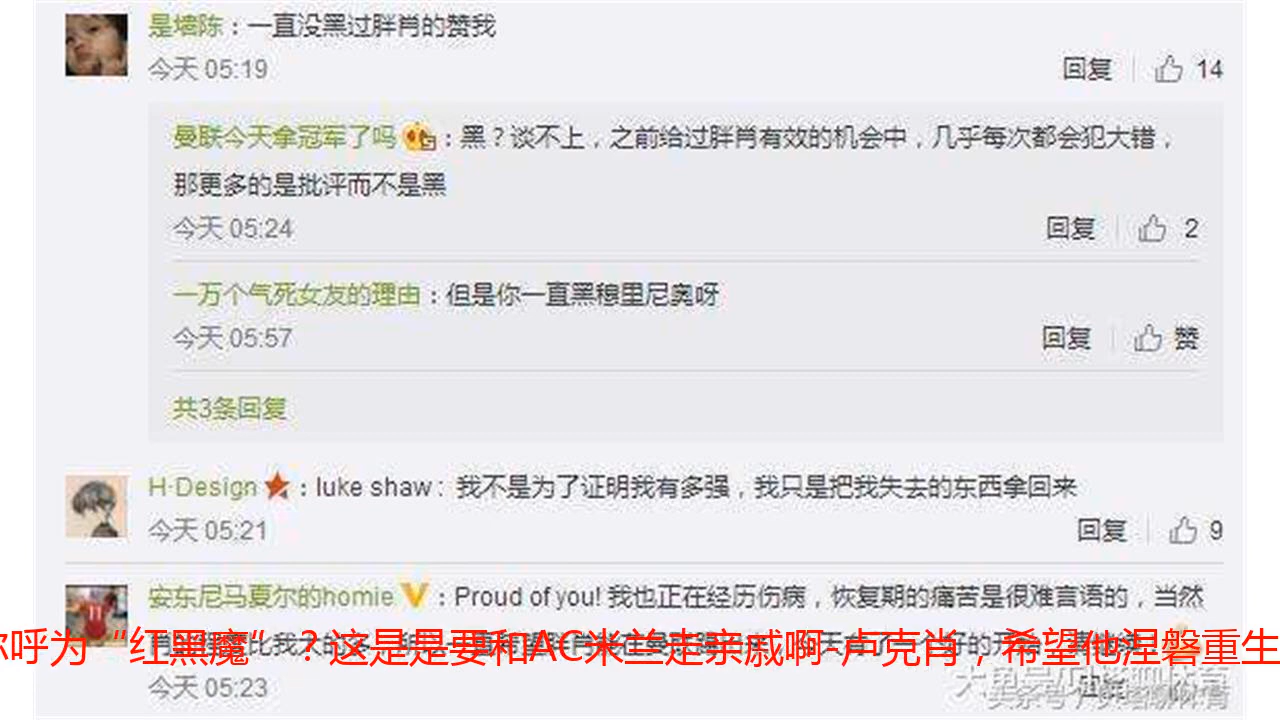 是墙陈：一直没黑过胖肖的赞我
今天 05:19
回复 14
曼联今天拿冠军了吗：黑？谈不上，之前给过胖肖有效的机会中，几乎每次都会犯大错，
那更多的是批评而不是黑
今天 05:24
回复 2
一万个气死女友的理由：但是你一直黑穆里尼奥呀
今天 05:57
回复 赞
共3条回复
H-Design：luke shaw：我不是为了证明我有多强，我只是把我失去的东西拿回来
今天 05:21
回复 9
安东尼马夏尔的homie V：Proud of you! 我也正在经历伤病，恢复期的痛苦是很难言语的，当然
呼为“红黑魔”？这是是要和AC米兰走亲戚啊 卢克肖，希望他涅磐重生
今天 05:23